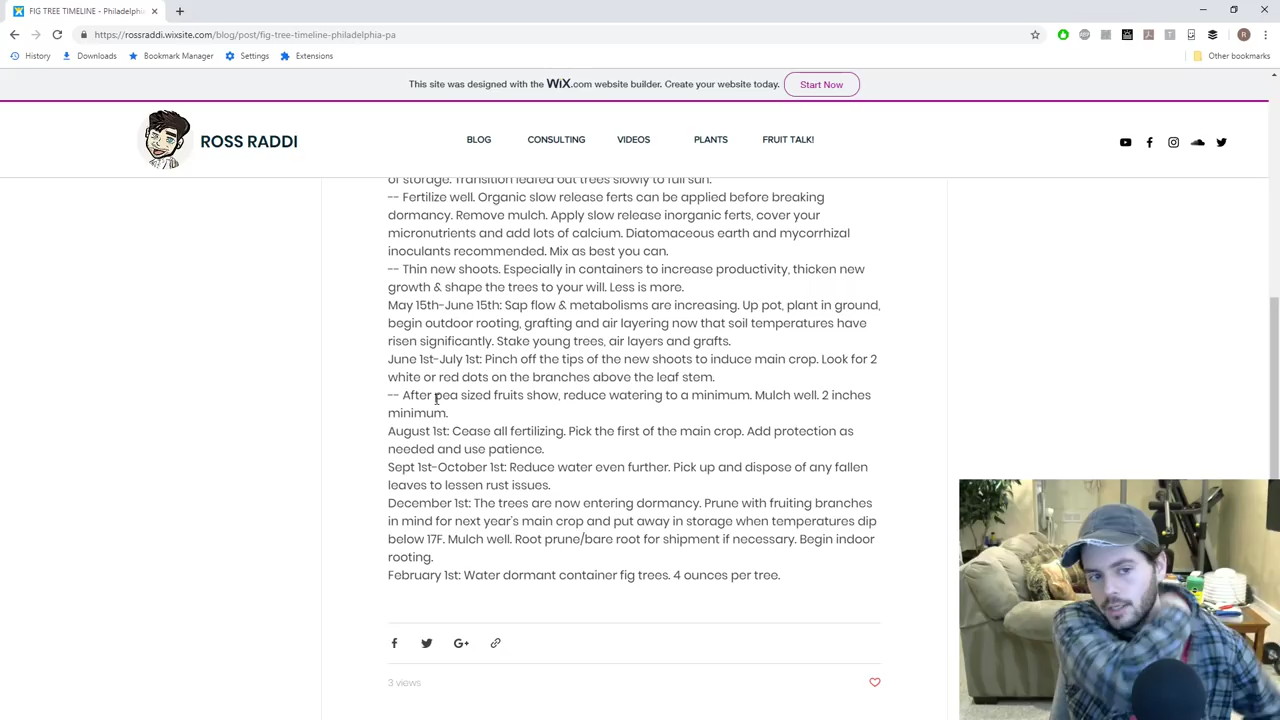 FIG TREE TIMELINE - Philadelphi
https://rossraddi.wixsite.com/blog/post/fig-tree-timeline-philadelphia-pa
History Downloads Bookmark Manager Settings Extensions Other bookmarks
This site was designed with the WiX.com website builder. Create your website today. Start Now
ROSS RADDI BLOG CONSULTING VIDEOS PLANTS FRUIT TALK!
of storage. Transition leafed out trees slowly to full sun.
-- Fertilize well. Organic slow release ferts can be applied before breaking
dormancy. Remove mulch. Apply slow release inorganic ferts, cover your
micronutrients and add lots of calcium. Diatomaceous earth and mycorrhizal
inoculants recommended. Mix as best you can.
-- Thin new shoots. Especially in containers to increase productivity, thicken new
growth & shape the trees to your will. Less is more.
May 15th-June 15th: Sap flow & metabolisms are increasing. Up pot, plant in ground,
begin outdoor rooting, grafting and air layering now that soil temperatures have
risen significantly. Stake young trees, air layers and grafts.
June 1st-July 1st: Pinch off the tips of the new shoots to induce main crop. Look for 2
white or red dots on the branches above the leaf stem.
-- After pea sized fruits show, reduce watering to a minimum. Mulch well. 2 inches
minimum.
August 1st: Cease all fertilizing. Pick the first of the main crop. Add protection as
needed and use patience.
Sept 1st-October 1st: Reduce water even further. Pick up and dispose of any fallen
leaves to lessen rust issues.
December 1st: The trees are now entering dormancy. Prune with fruiting branches
in mind for next year's main crop and put away in storage when temperatures dip
below 17F. Mulch well. Root prune/bare root for shipment if necessary. Begin indoor
rooting.
February 1st: Water dormant container fig trees. 4 ounces per tree.
3 views